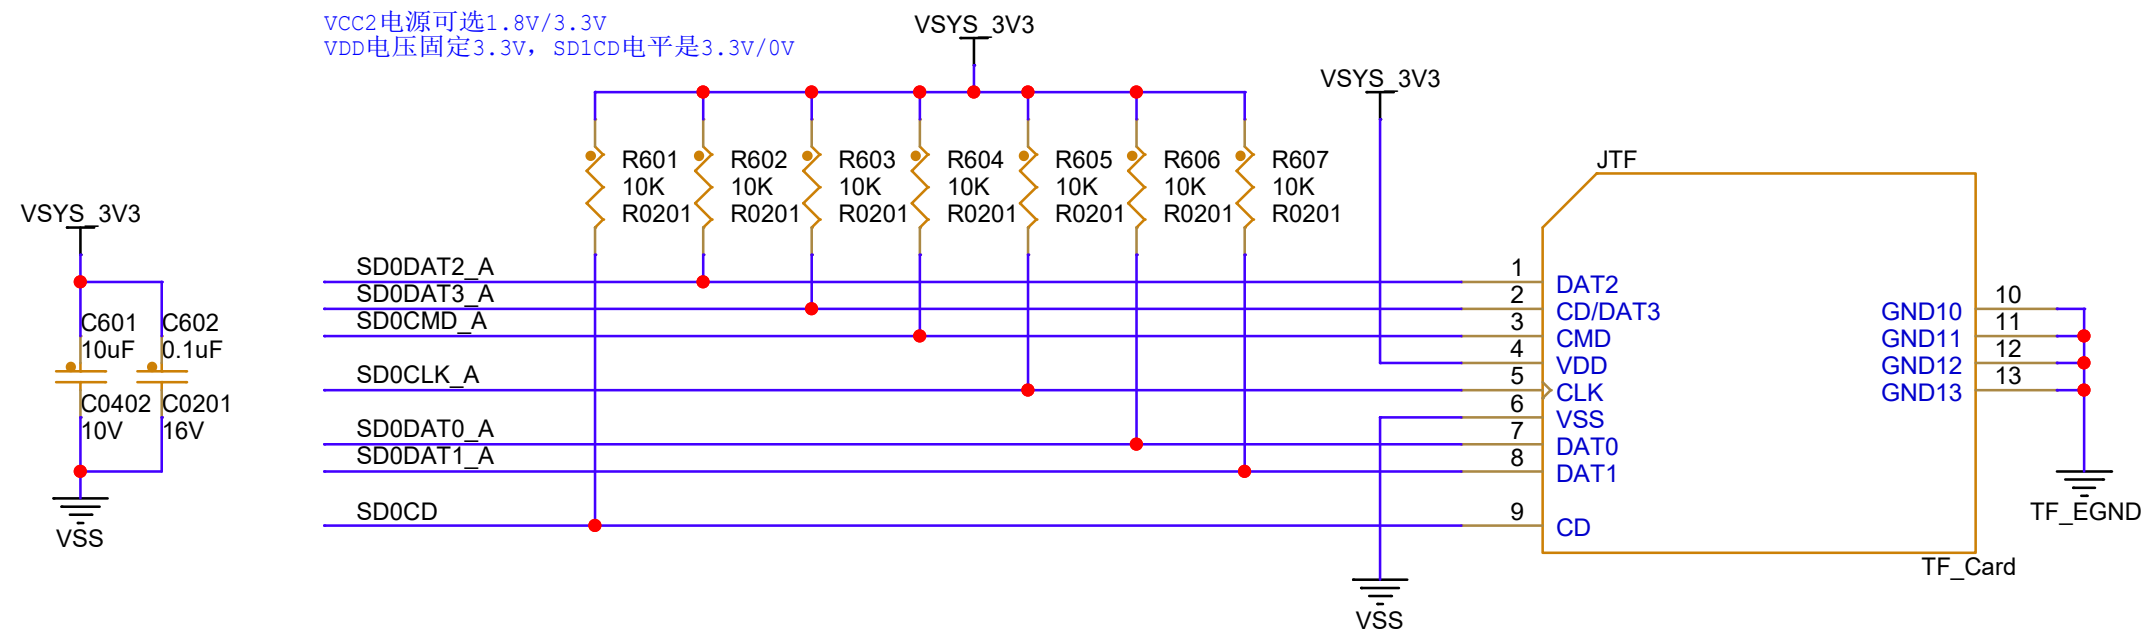 VCC2电源可选1.8V/3.3V
VDD电压固定3.3V，SD1CD电平是3.3V/0V
VSYS_3V3
VSYS_3V3
R601
10K
R0201
R602
10K
R0201
R603
10K
R0201
R604
10K
R0201
R605
10K
R0201
R606
10K
R0201
R607
10K
R0201
JTF
VSYS_3V3
C601
10uF
C0402
10V
C602
0.1uF
C0201
16V
VSS
SD0DAT2_A
SD0DAT3_A
SD0CMD_A
SD0CLK_A
SD0DAT0_A
SD0DAT1_A
SD0CD
1 DAT2
2 CD/DAT3
3 CMD
4 VDD
5 CLK
6 VSS
7 DAT0
8 DAT1
9 CD
GND10 10
GND11 11
GND12 12
GND13 13
TF_EGND
TF_Card
VSS